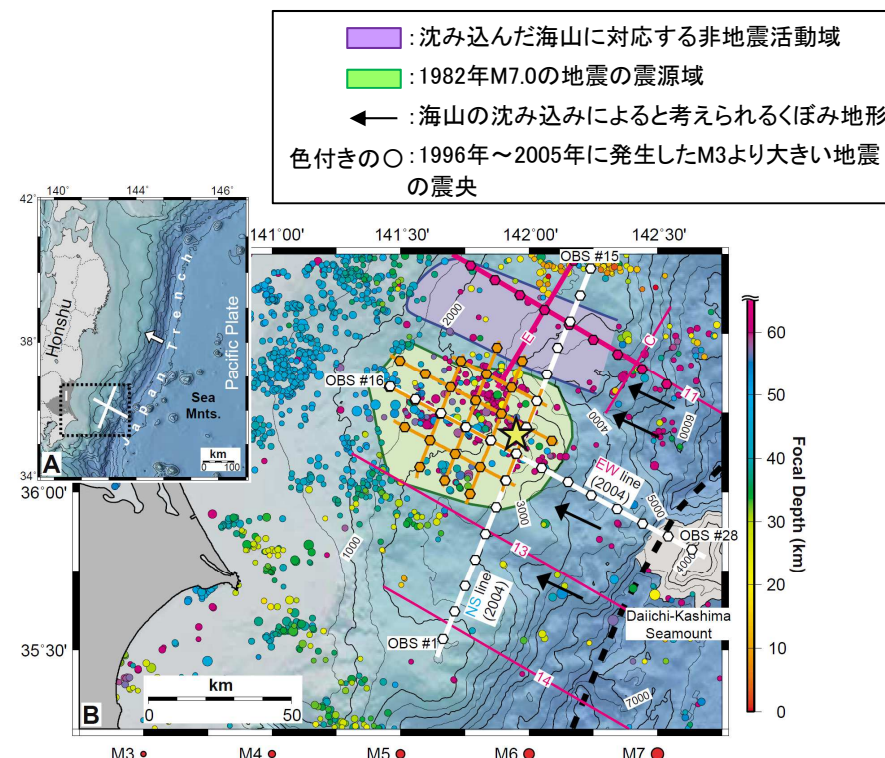 :沈み込んだ海山に対応する非地震活動域
:1982年M7.0の地震の震源域
:海山の沈み込みによると考えられるくぼみ地形
色付きの○:1996年～2005年に発生したM3より大きい地震
の震央
140˚ 144˚ 146˚
42˚
38˚
34˚
Honshu
Japan Trench
Pacific Plate
Sea
Mnts.
A
km
0 100
141˚00' 141˚30' 142˚00' 142˚30'
36˚00'
35˚30'
OBS #15
OBS #16
OBS #28
OBS #1
E
C
11
13
14
EW line
(2004)
NS line
(2004)
2000
4000
6000
1000
3000
5000
4000
7000
Daiichi-Kashima
Seamount
B
km
0 50
60
50
40
30
20
10
0
Focal Depth (km)
M3 M4 M5 M6 M7